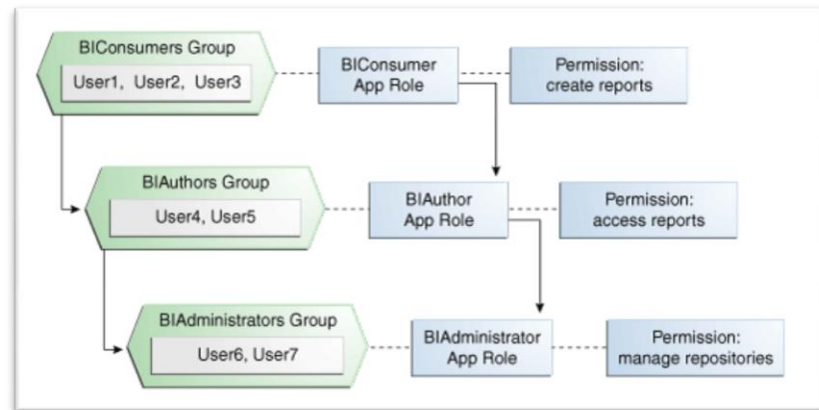 BIConsumers Group
User1, User2, User3
BIConsumer
App Role
Permission:
create reports
BIAuthors Group
User4, User5
BIAuthor
App Role
Permission:
access reports
BIAdministrators Group
User6, User7
BIAdministrator
App Role
Permission:
manage repositories